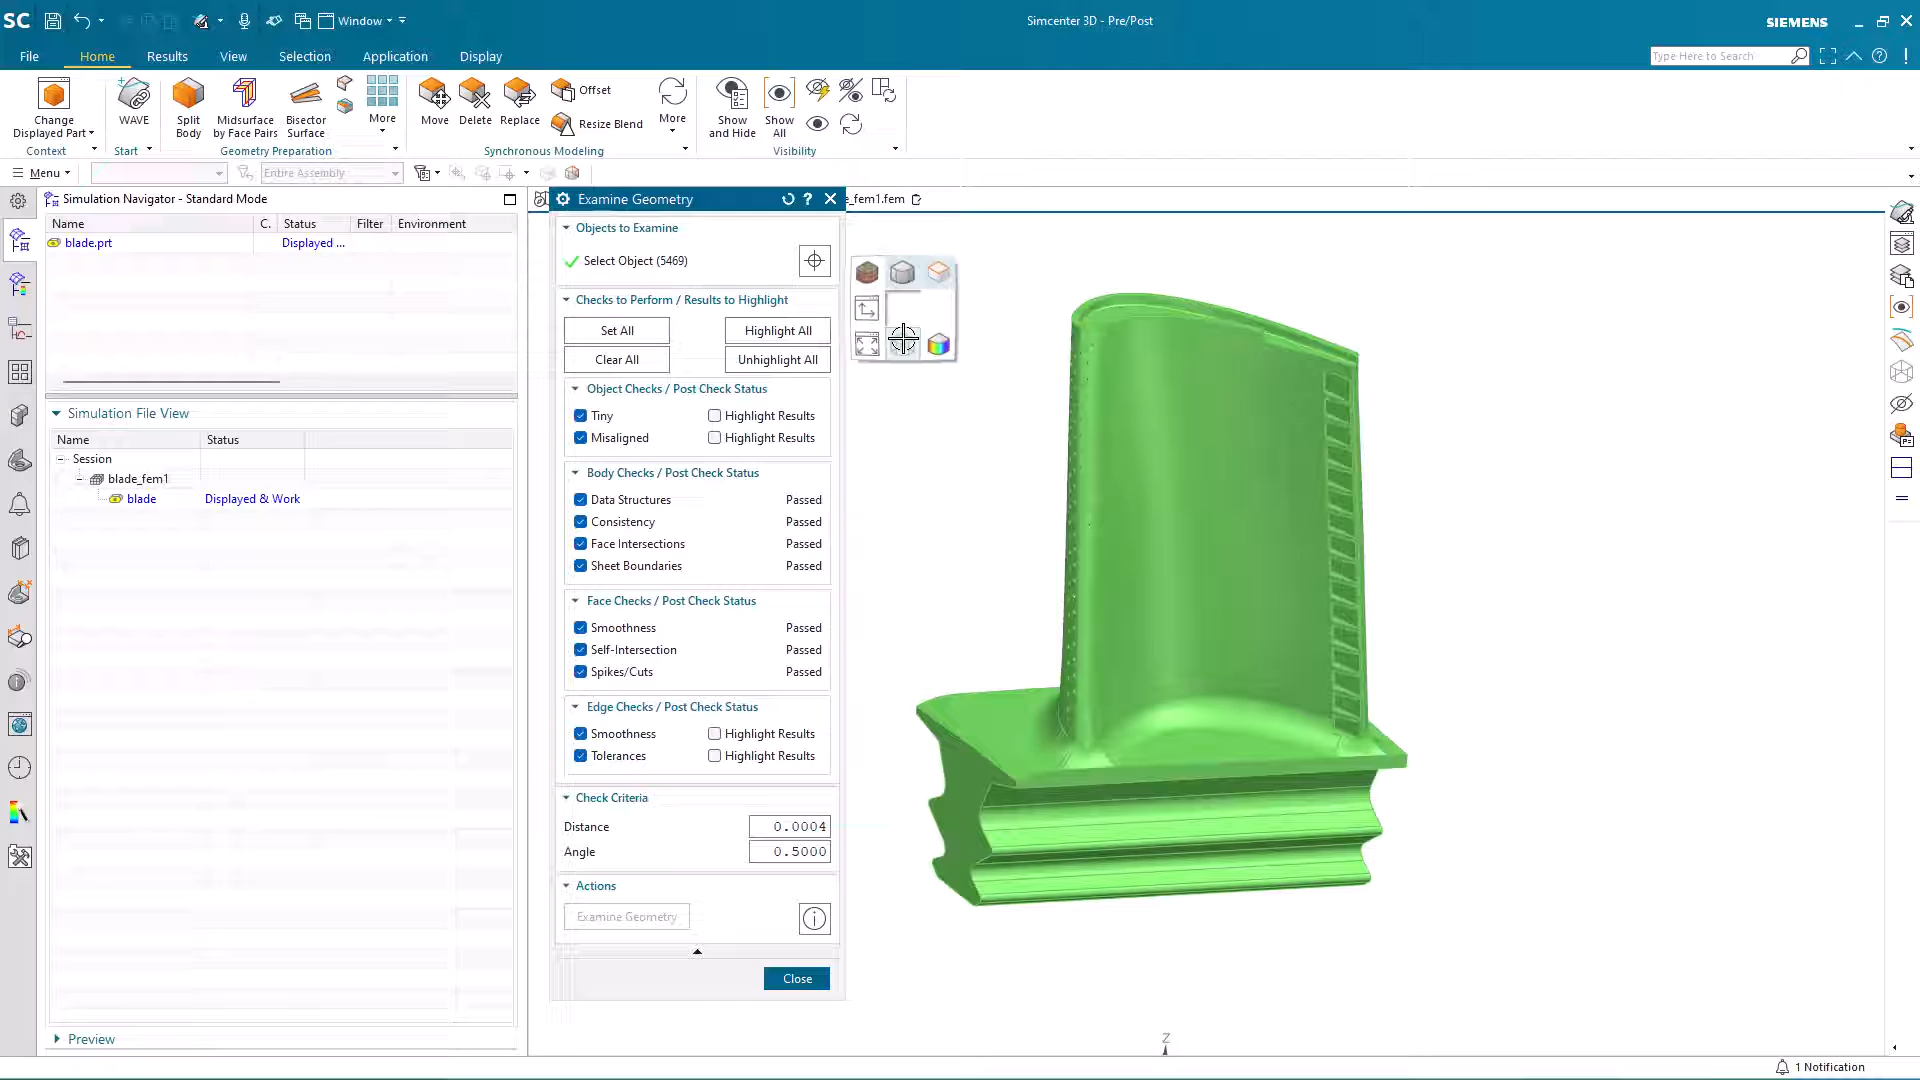 SC
Window
Simcenter 3D - Pre/Post
SIEMENS
File
Home
Results
View
Selection
Application
Display
Type Here to Search
Change
Displayed Part
WAVE
Split
Body
Midsurface
by Face Pairs
Bisector
Surface
More
Move
Delete
Replace
Offset
Resize Blend
More
Show
and Hide
Show
All
Context
Start
Geometry Preparation
Synchronous Modeling
Visibility
Menu
Entire Assembly
Simulation Navigator - Standard Mode
Name
C.
Status
Filter
Environment
blade.prt
Displayed ...
Simulation File View
Name
Status
Session
blade_fem1
blade
Displayed & Work
Preview
Examine Geometry
e_fem1.fem
Objects to Examine
Select Object (5469)
Checks to Perform / Results to Highlight
Set All
Highlight All
Clear All
Unhighlight All
Object Checks / Post Check Status
Tiny
Highlight Results
Misaligned
Highlight Results
Body Checks / Post Check Status
Data Structures
Passed
Consistency
Passed
Face Intersections
Passed
Sheet Boundaries
Passed
Face Checks / Post Check Status
Smoothness
Passed
Self-Intersection
Passed
Spikes/Cuts
Passed
Edge Checks / Post Check Status
Smoothness
Highlight Results
Tolerances
Highlight Results
Check Criteria
Distance
0.0004
Angle
0.5000
Actions
Examine Geometry
Close
Z
1 Notification